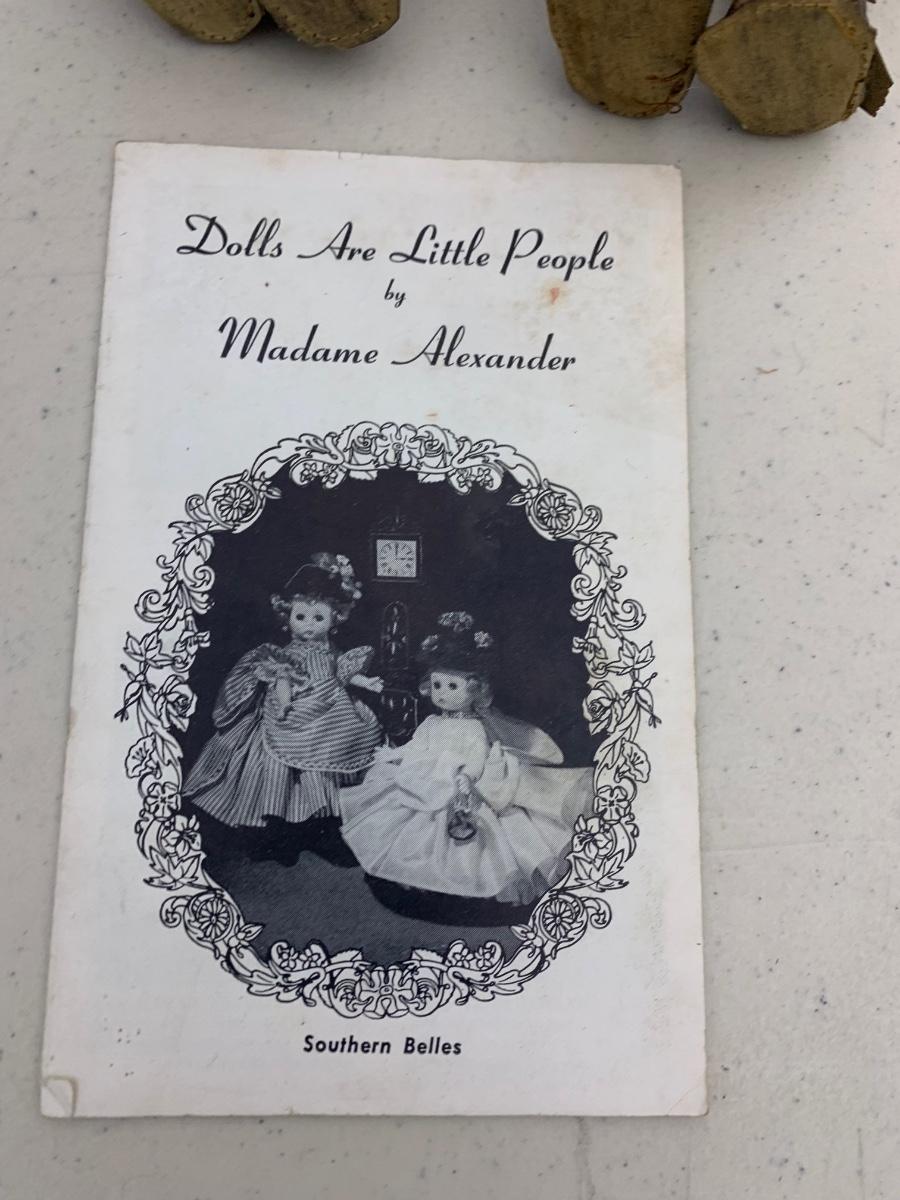 Dolls Are Little People
by
Madame Alexander
Southern Belles